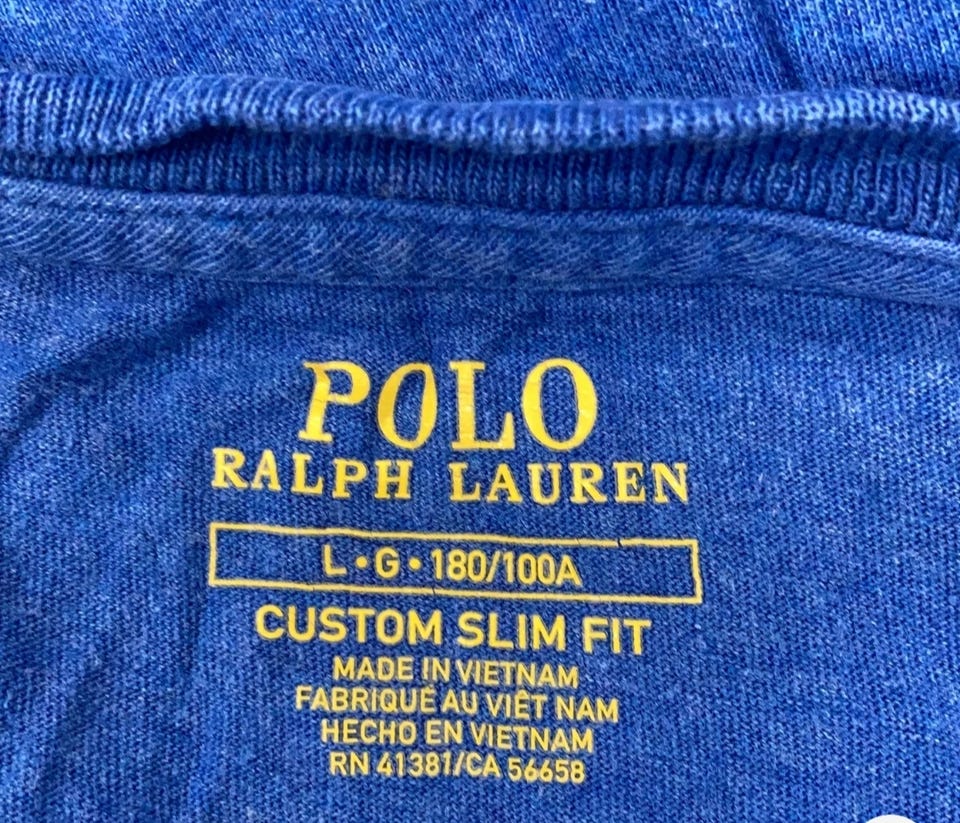 POLO
RALPH LAUREN
L • G • 180/100A
CUSTOM SLIM FIT
MADE IN VIETNAM
FABRIQUÉ AU VIÊT NAM
HECHO EN VIETNAM
RN 41381/CA 56658